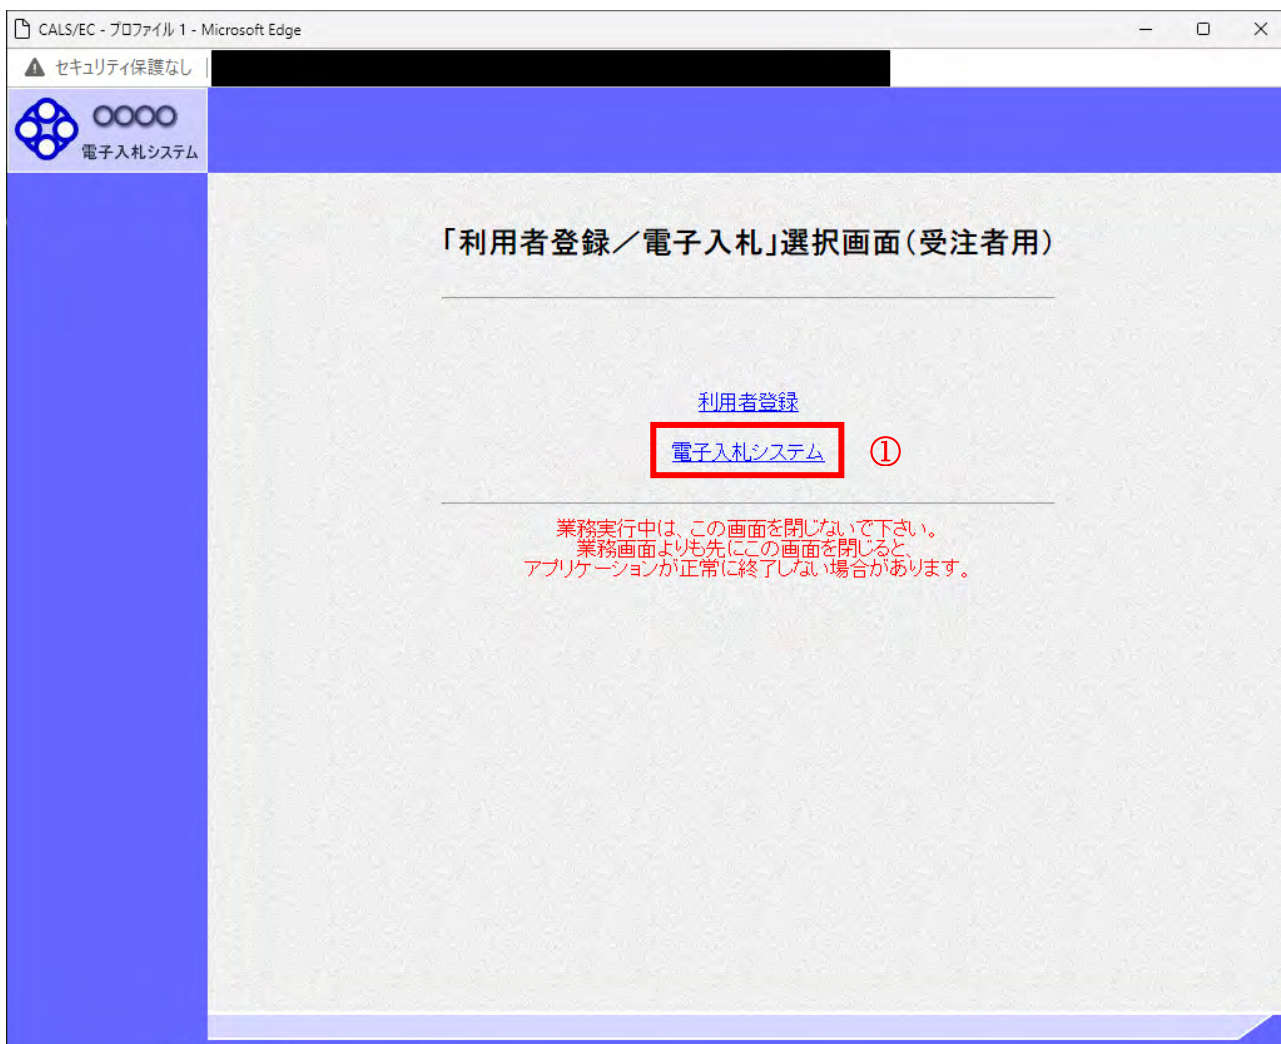 CALS/EC - プロファイル 1 - Microsoft Edge
セキュリティ保護なし
○○○○
電子入札システム
「利用者登録／電子入札」選択画面(受注者用)
利用者登録
電子入札システム ①
業務実行中は、この画面を閉じないで下さい。
業務画面よりも先にこの画面を閉じると、
アプリケーションが正常に終了しない場合があります。